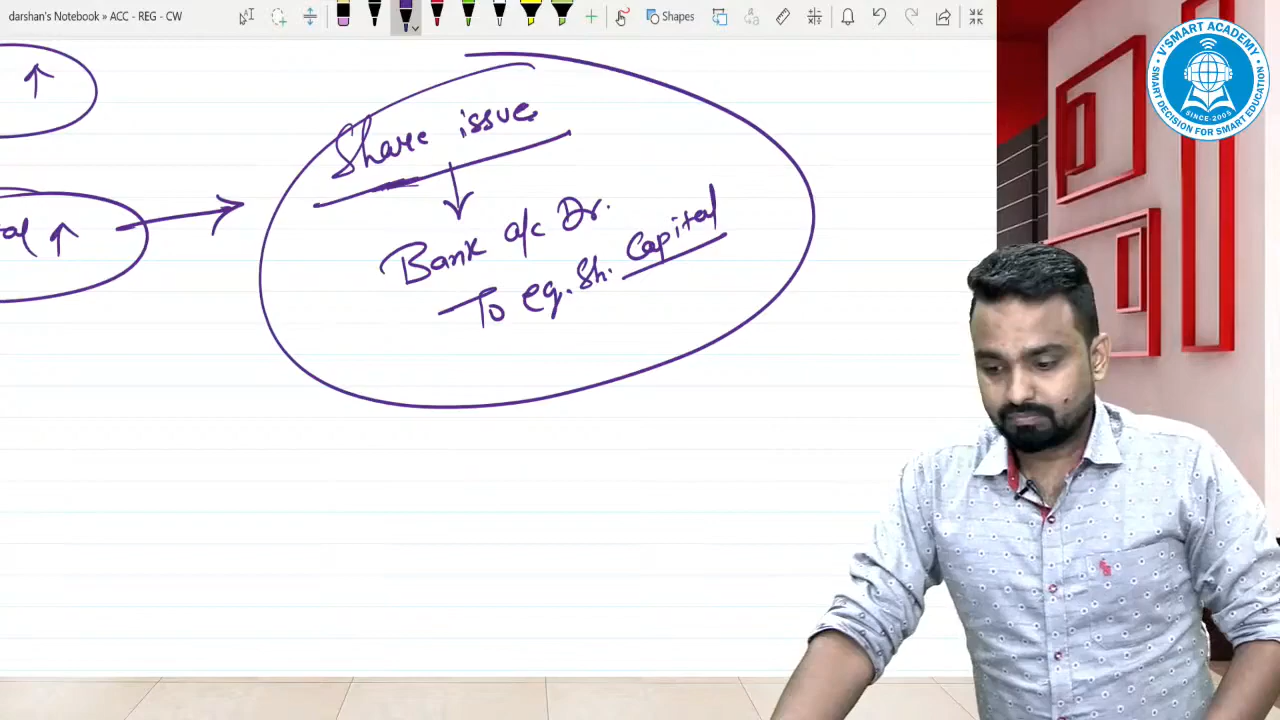 darshan's Notebook » ACC - REG - CW
Shapes
V'SMART ACADEMY
SMART DECISION FOR SMART EDUCATION
SINCE-2005
Share issue
Bank a/c Dr.
To eq. Sh. Capital